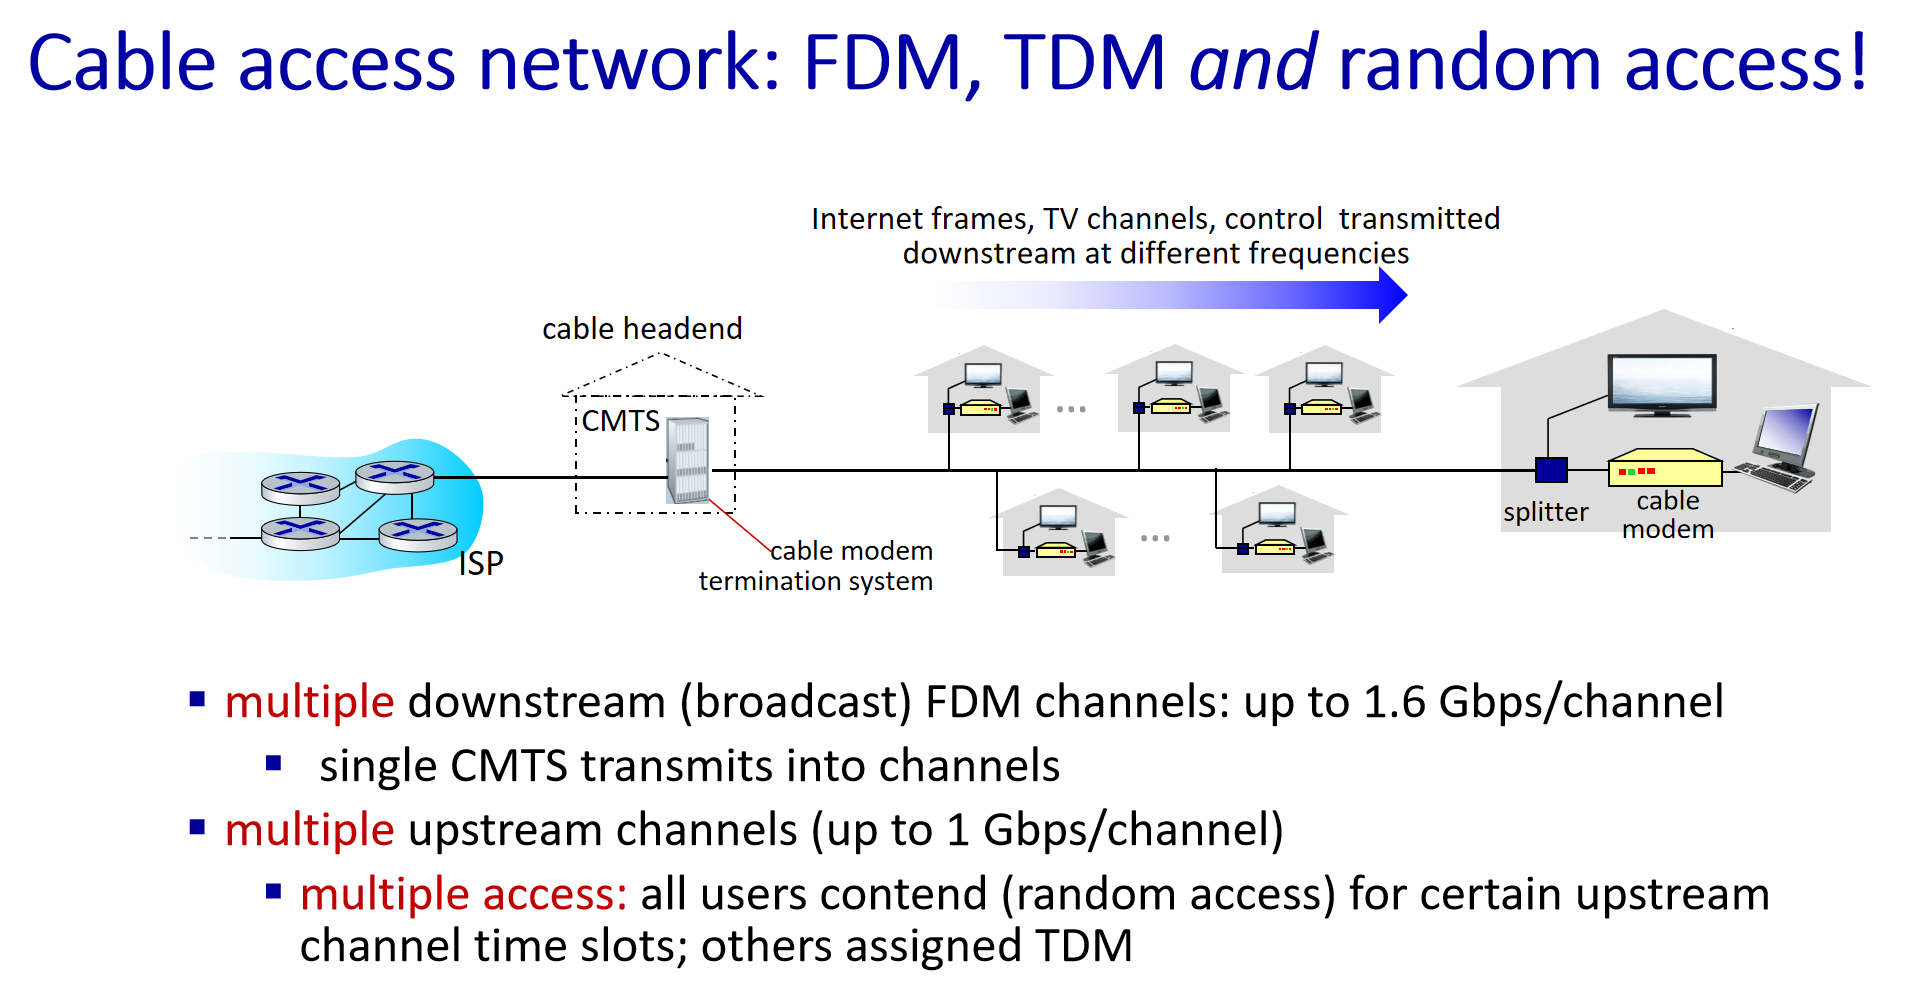 Cable access network: FDM, TDM and random access!
Internet frames, TV channels, control transmitted
downstream at different frequencies
cable headend
CMTS
ISP
cable modem
termination system
splitter
cable
modem
multiple downstream (broadcast) FDM channels: up to 1.6 Gbps/channel
single CMTS transmits into channels
multiple upstream channels (up to 1 Gbps/channel)
multiple access: all users contend (random access) for certain upstream
channel time slots; others assigned TDM